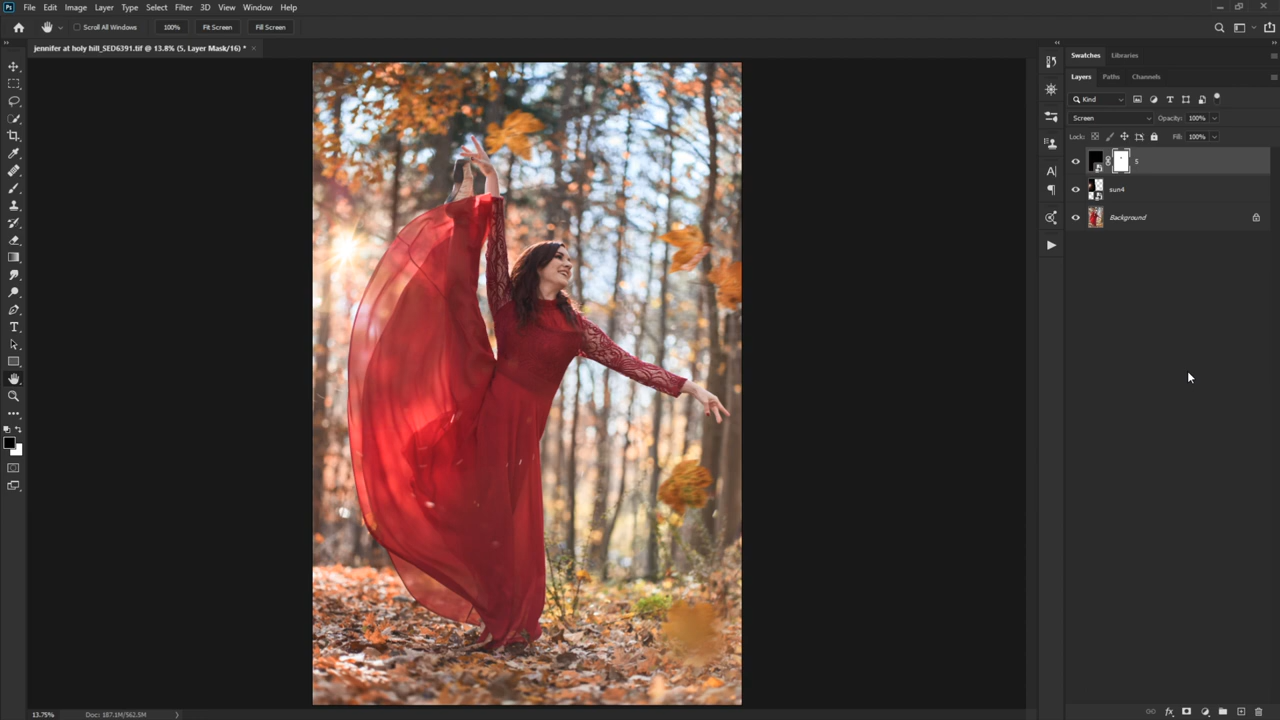 Ps File Edit Image Layer Type Select Filter 3D View Window Help
Scroll All Windows 100% Fit Screen Fill Screen
jennifer at holy hill_SED6391.tif @ 13.8% (5, Layer Mask/16) * ×
Swatches Libraries
Layers Paths Channels
Kind
Screen Opacity: 100%
Lock: Fill: 100%
5
sun4
Background
13.75% Doc: 187.1M/562.5M